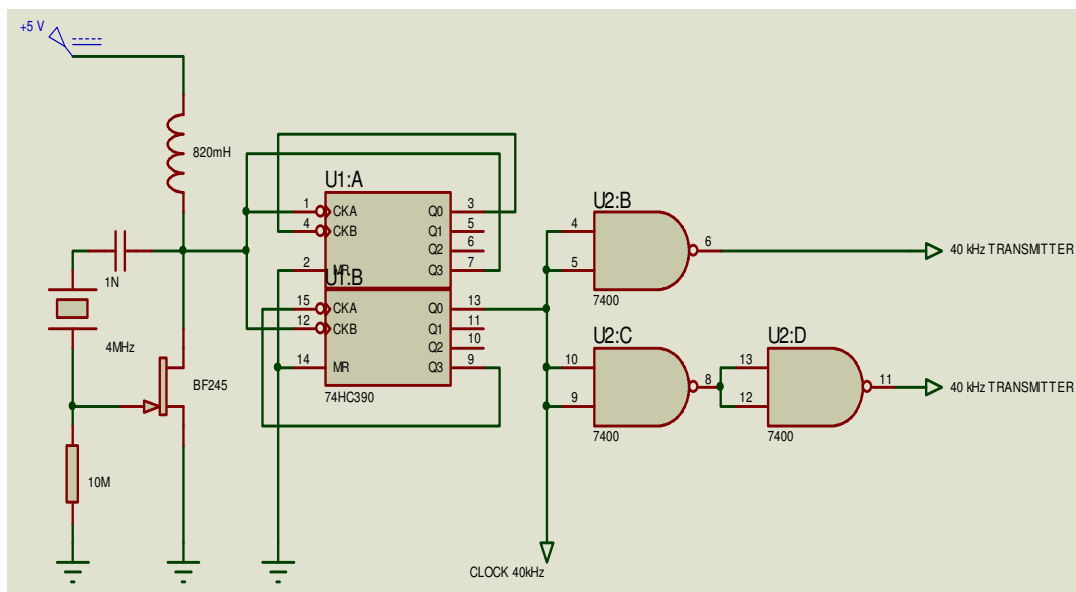 +5 V
820mH
1N
4MHz
BF245
10M
U1:A
1 CKA Q0 3
4 CKB Q1 5
Q2 6
2 MR Q3 7
U1:B
15 CKA Q0 13
12 CKB Q1 11
Q2 10
14 MR Q3 9
74HC390
U2:B
4
5
6
7400
40 kHz TRANSMITTER
U2:C
10
9
8
7400
U2:D
13
12
11
7400
40 kHz TRANSMITTER
CLOCK 40kHz